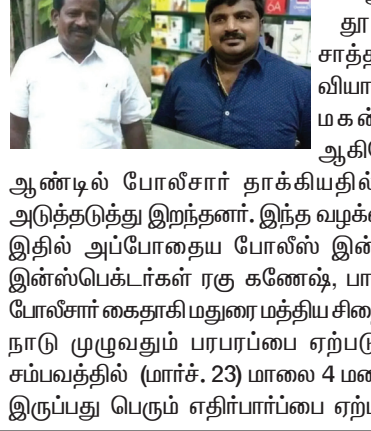 தூ
சாத்த
வியா
மகன்
ஆகிே
ஆண்டில் போலீசார் தாக்கியதில்
அடுத்தடுத்து இறந்தனர். இந்த வழக்
இதில் அப்போதைய போலீஸ் இன்
இன்ஸ்பெக்டர்கள் ரகு கணேஷ், பா
போலீசார் கைதாகி மதுரை மத்திய சிறை
நாடு முழுவதும் பரபரப்பை ஏற்படு
சம்பவத்தில் (மார்ச். 23) மாலை 4 மணி
இருப்பது பெரும் எதிர்பார்ப்பை ஏற்ப